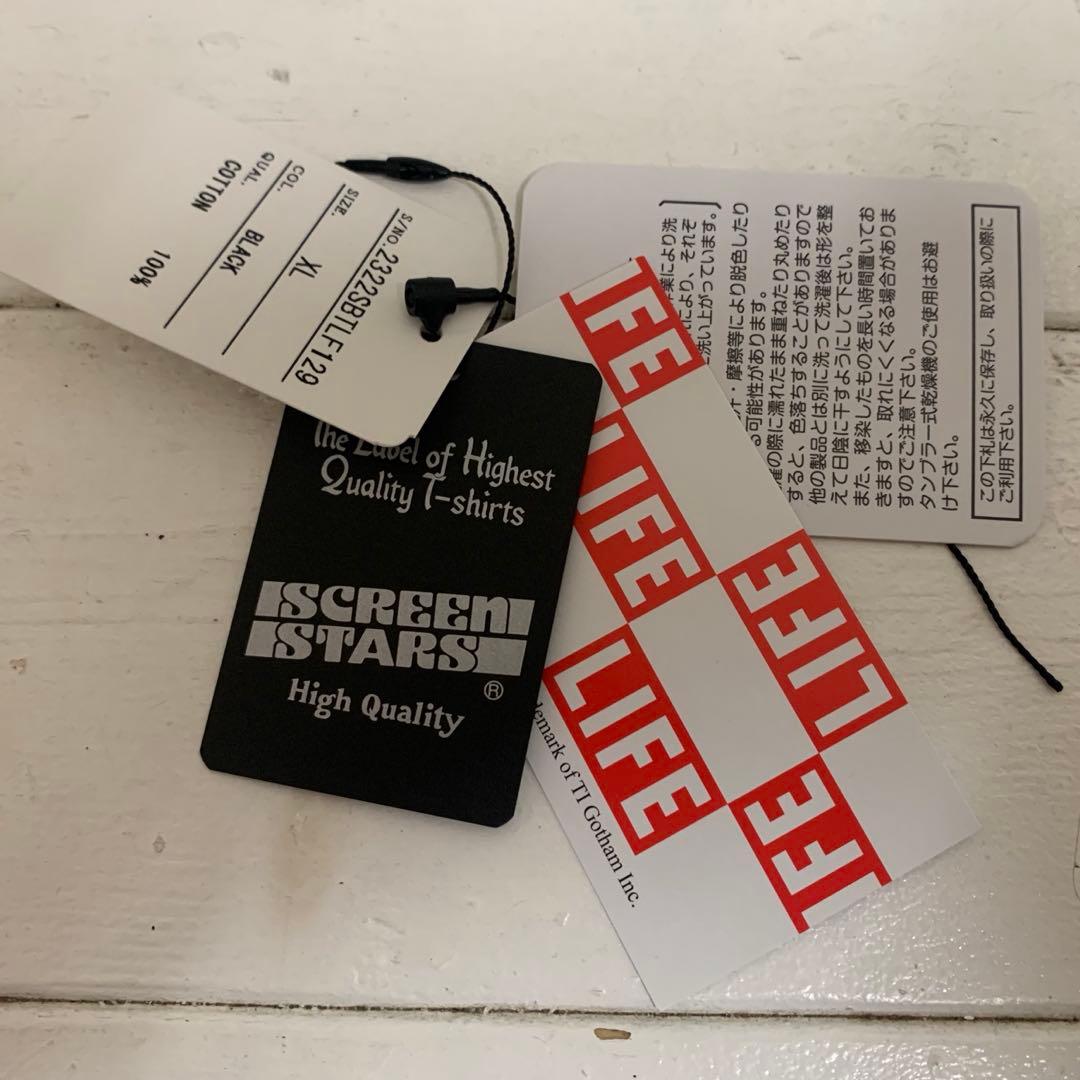 S/NO. 2322SBTLF129
SIZE. XL
COL. BLACK
QUAL. COTTON 100%
The Label of Highest
Quality T-shirts
SCREEN
STARS
®
High Quality
FE
LIFE
LIFE
LIFE
LIFE
of TI Gotham Inc.
業により洗
により、それぞ
洗い上がっています。
・摩擦等により脱色したり
可能性があります。
の際に濡れたまま重ねたり丸めたり
すると、色落ちすることがありますので
他の製品とは別に洗って洗濯後は形を整
えて日陰に干すようにして下さい。
また、移染したものを長い時間置いてお
きますと、取れにくくなる場合がありま
すのでご注意下さい。
タンブラー式乾燥機のご使用はお避
け下さい。
この下札は永久に保存し、取り扱いの際に
ご利用下さい。